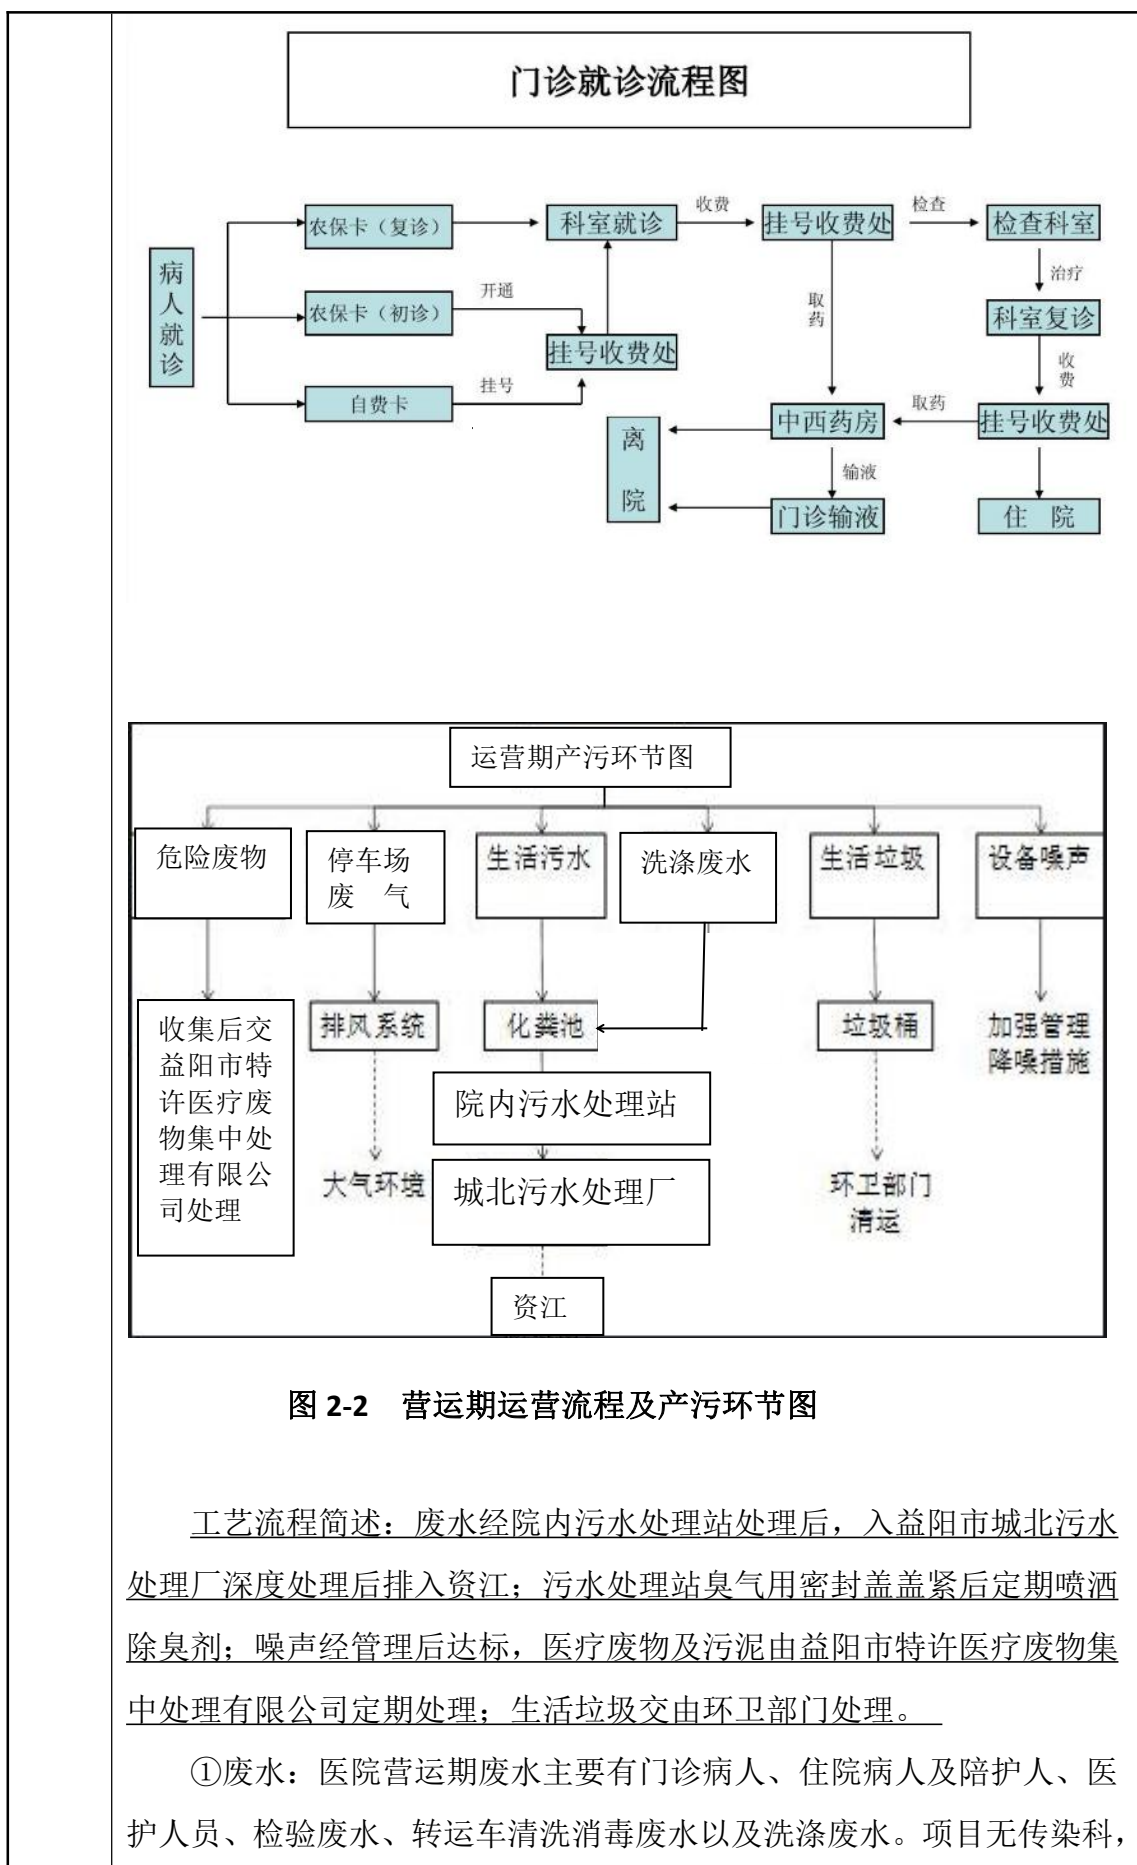 门诊就诊流程图
农保卡（复诊）
科室就诊
收费
挂号收费处
检查
检查科室
病人就诊
农保卡（初诊）
开通
挂号收费处
取药
治疗
科室复诊
收费
自费卡
挂号
离院
中西药房
取药
挂号收费处
输液
门诊输液
住 院
运营期产污环节图
危险废物
停车场
废 气
生活污水
洗涤废水
生活垃圾
设备噪声
收集后交
益阳市特
许医疗废
物集中处
理有限公
司处理
排风系统
化粪池
垃圾桶
加强管理
降噪措施
院内污水处理站
大气环境
城北污水处理厂
环卫部门
清运
资江
图 2-2 营运期运营流程及产污环节图
工艺流程简述：废水经院内污水处理站处理后，入益阳市城北污水
处理厂深度处理后排入资江；污水处理站臭气用密封盖盖紧后定期喷洒
除臭剂；噪声经管理后达标，医疗废物及污泥由益阳市特许医疗废物集
中处理有限公司定期处理；生活垃圾交由环卫部门处理。
①废水：医院营运期废水主要有门诊病人、住院病人及陪护人、医
护人员、检验废水、转运车清洗消毒废水以及洗涤废水。项目无传染科，